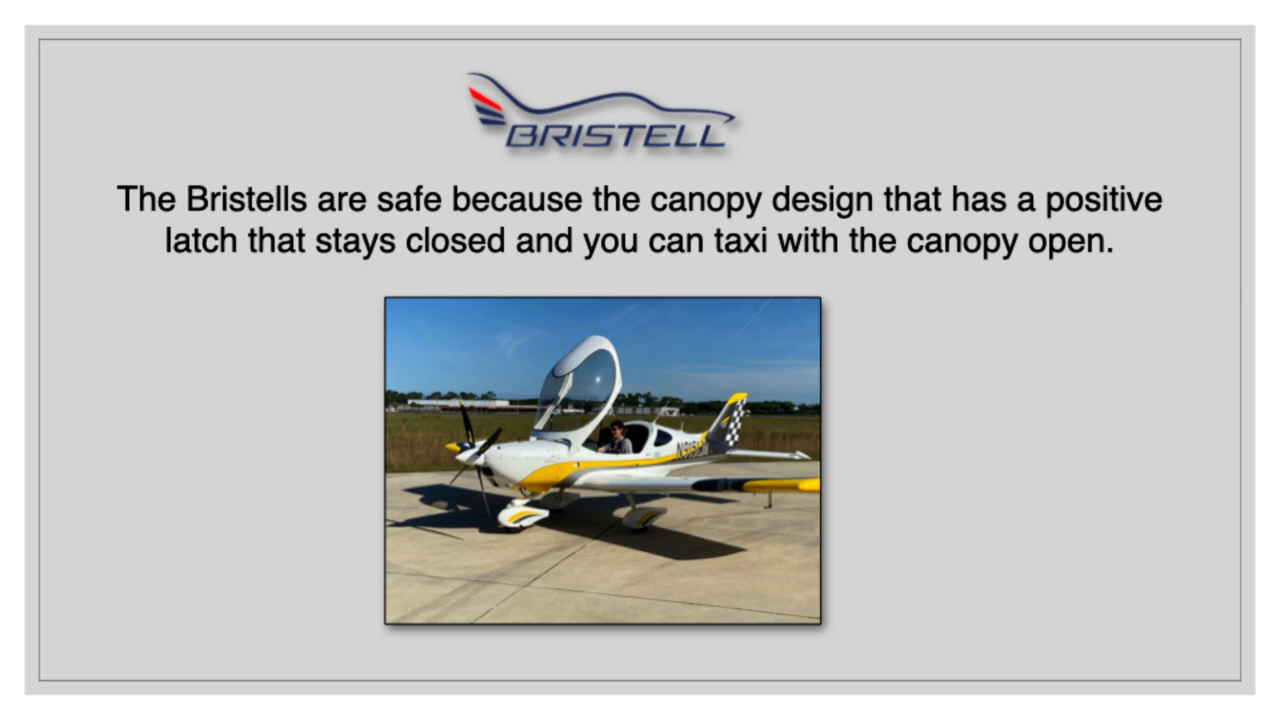 BRISTELL
The Bristells are safe because the canopy design that has a positive
latch that stays closed and you can taxi with the canopy open.